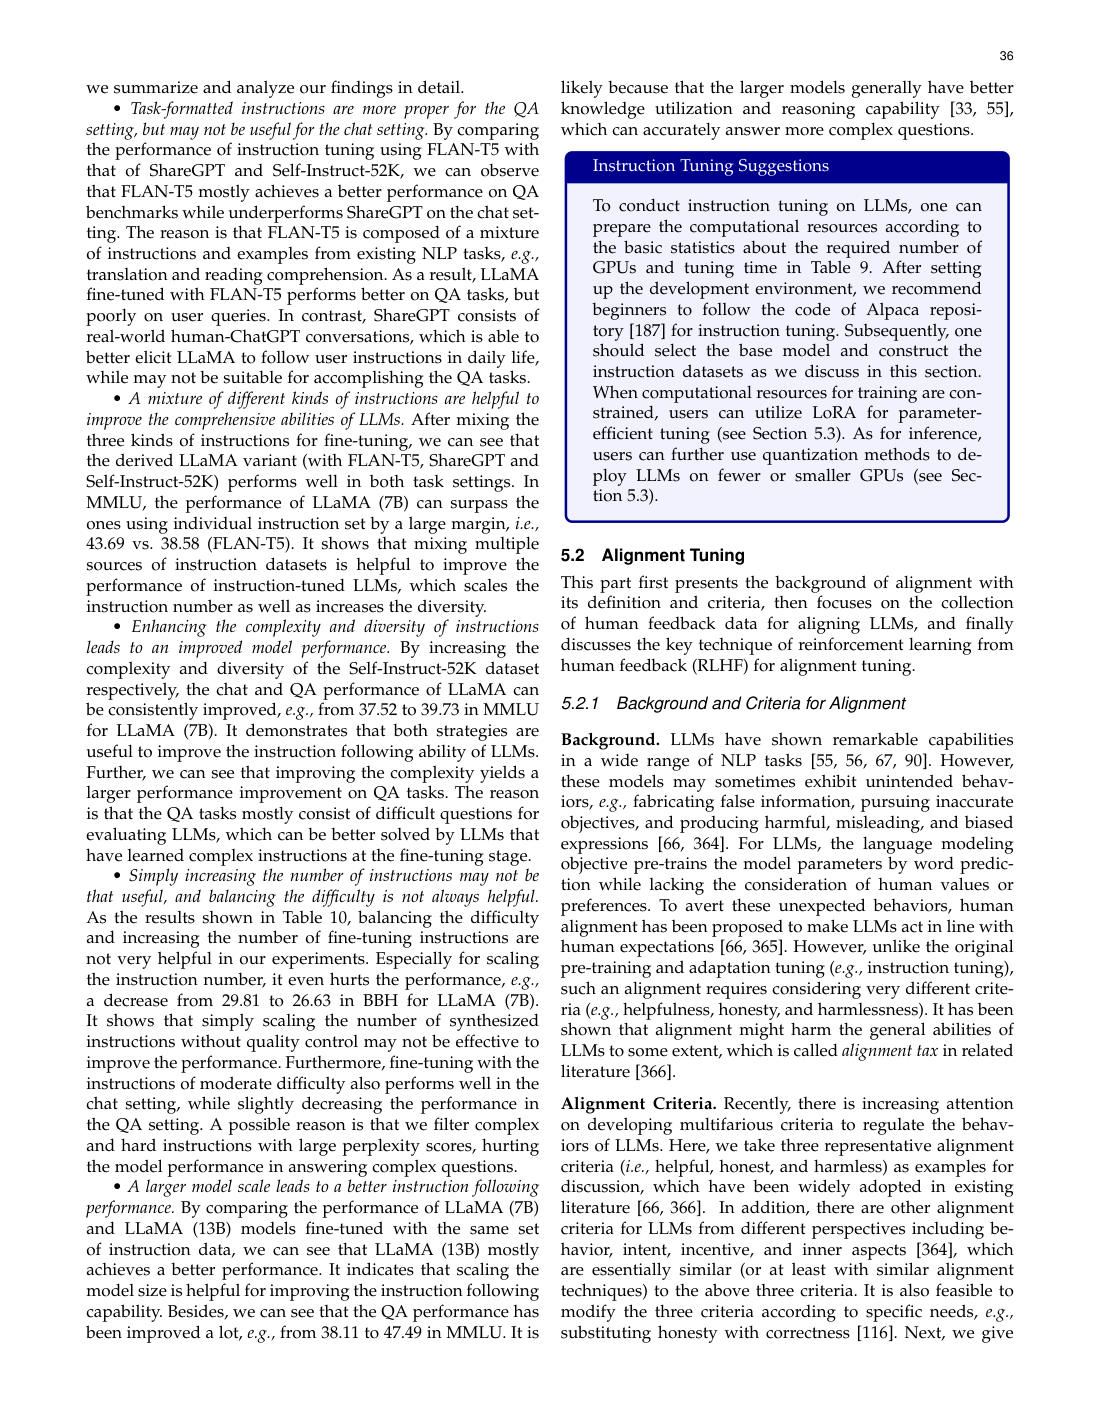 36
we summarize and analyze our findings in detail.
• Task-formatted instructions are more proper for the QA
setting, but may not be useful for the chat setting. By comparing
the performance of instruction tuning using FLAN-T5 with
that of ShareGPT and Self-Instruct-52K, we can observe
that FLAN-T5 mostly achieves a better performance on QA
benchmarks while underperforms ShareGPT on the chat set-
ting. The reason is that FLAN-T5 is composed of a mixture
of instructions and examples from existing NLP tasks, e.g.,
translation and reading comprehension. As a result, LLaMA
fine-tuned with FLAN-T5 performs better on QA tasks, but
poorly on user queries. In contrast, ShareGPT consists of
real-world human-ChatGPT conversations, which is able to
better elicit LLaMA to follow user instructions in daily life,
while may not be suitable for accomplishing the QA tasks.
• A mixture of different kinds of instructions are helpful to
improve the comprehensive abilities of LLMs. After mixing the
three kinds of instructions for fine-tuning, we can see that
the derived LLaMA variant (with FLAN-T5, ShareGPT and
Self-Instruct-52K) performs well in both task settings. In
MMLU, the performance of LLaMA (7B) can surpass the
ones using individual instruction set by a large margin, i.e.,
43.69 vs. 38.58 (FLAN-T5). It shows that mixing multiple
sources of instruction datasets is helpful to improve the
performance of instruction-tuned LLMs, which scales the
instruction number as well as increases the diversity.
• Enhancing the complexity and diversity of instructions
leads to an improved model performance. By increasing the
complexity and diversity of the Self-Instruct-52K dataset
respectively, the chat and QA performance of LLaMA can
be consistently improved, e.g., from 37.52 to 39.73 in MMLU
for LLaMA (7B). It demonstrates that both strategies are
useful to improve the instruction following ability of LLMs.
Further, we can see that improving the complexity yields a
larger performance improvement on QA tasks. The reason
is that the QA tasks mostly consist of difficult questions for
evaluating LLMs, which can be better solved by LLMs that
have learned complex instructions at the fine-tuning stage.
• Simply increasing the number of instructions may not be
that useful, and balancing the difficulty is not always helpful.
As the results shown in Table 10, balancing the difficulty
and increasing the number of fine-tuning instructions are
not very helpful in our experiments. Especially for scaling
the instruction number, it even hurts the performance, e.g.,
a decrease from 29.81 to 26.63 in BBH for LLaMA (7B).
It shows that simply scaling the number of synthesized
instructions without quality control may not be effective to
improve the performance. Furthermore, fine-tuning with the
instructions of moderate difficulty also performs well in the
chat setting, while slightly decreasing the performance in
the QA setting. A possible reason is that we filter complex
and hard instructions with large perplexity scores, hurting
the model performance in answering complex questions.
• A larger model scale leads to a better instruction following
performance. By comparing the performance of LLaMA (7B)
and LLaMA (13B) models fine-tuned with the same set
of instruction data, we can see that LLaMA (13B) mostly
achieves a better performance. It indicates that scaling the
model size is helpful for improving the instruction following
capability. Besides, we can see that the QA performance has
been improved a lot, e.g., from 38.11 to 47.49 in MMLU. It is
likely because that the larger models generally have better
knowledge utilization and reasoning capability [33, 55],
which can accurately answer more complex questions.
Instruction Tuning Suggestions
To conduct instruction tuning on LLMs, one can
prepare the computational resources according to
the basic statistics about the required number of
GPUs and tuning time in Table 9. After setting
up the development environment, we recommend
beginners to follow the code of Alpaca reposi-
tory [187] for instruction tuning. Subsequently, one
should select the base model and construct the
instruction datasets as we discuss in this section.
When computational resources for training are con-
strained, users can utilize LoRA for parameter-
efficient tuning (see Section 5.3). As for inference,
users can further use quantization methods to de-
ploy LLMs on fewer or smaller GPUs (see Sec-
tion 5.3).
5.2 Alignment Tuning
This part first presents the background of alignment with
its definition and criteria, then focuses on the collection
of human feedback data for aligning LLMs, and finally
discusses the key technique of reinforcement learning from
human feedback (RLHF) for alignment tuning.
5.2.1 Background and Criteria for Alignment
Background. LLMs have shown remarkable capabilities
in a wide range of NLP tasks [55, 56, 67, 90]. However,
these models may sometimes exhibit unintended behav-
iors, e.g., fabricating false information, pursuing inaccurate
objectives, and producing harmful, misleading, and biased
expressions [66, 364]. For LLMs, the language modeling
objective pre-trains the model parameters by word predic-
tion while lacking the consideration of human values or
preferences. To avert these unexpected behaviors, human
alignment has been proposed to make LLMs act in line with
human expectations [66, 365]. However, unlike the original
pre-training and adaptation tuning (e.g., instruction tuning),
such an alignment requires considering very different crite-
ria (e.g., helpfulness, honesty, and harmlessness). It has been
shown that alignment might harm the general abilities of
LLMs to some extent, which is called alignment tax in related
literature [366].
Alignment Criteria. Recently, there is increasing attention
on developing multifarious criteria to regulate the behav-
iors of LLMs. Here, we take three representative alignment
criteria (i.e., helpful, honest, and harmless) as examples for
discussion, which have been widely adopted in existing
literature [66, 366]. In addition, there are other alignment
criteria for LLMs from different perspectives including be-
havior, intent, incentive, and inner aspects [364], which
are essentially similar (or at least with similar alignment
techniques) to the above three criteria. It is also feasible to
modify the three criteria according to specific needs, e.g.,
substituting honesty with correctness [116]. Next, we give